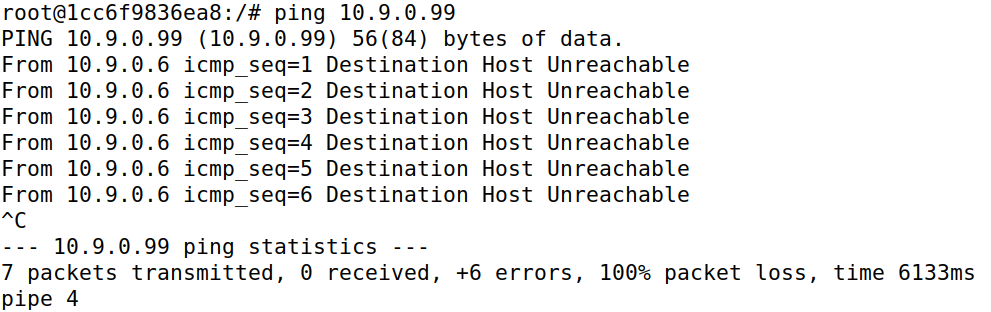 root@1cc6f9836ea8:/# ping 10.9.0.99
PING 10.9.0.99 (10.9.0.99) 56(84) bytes of data.
From 10.9.0.6 icmp_seq=1 Destination Host Unreachable
From 10.9.0.6 icmp_seq=2 Destination Host Unreachable
From 10.9.0.6 icmp_seq=3 Destination Host Unreachable
From 10.9.0.6 icmp_seq=4 Destination Host Unreachable
From 10.9.0.6 icmp_seq=5 Destination Host Unreachable
From 10.9.0.6 icmp_seq=6 Destination Host Unreachable
^C
--- 10.9.0.99 ping statistics ---
7 packets transmitted, 0 received, +6 errors, 100% packet loss, time 6133ms
pipe 4